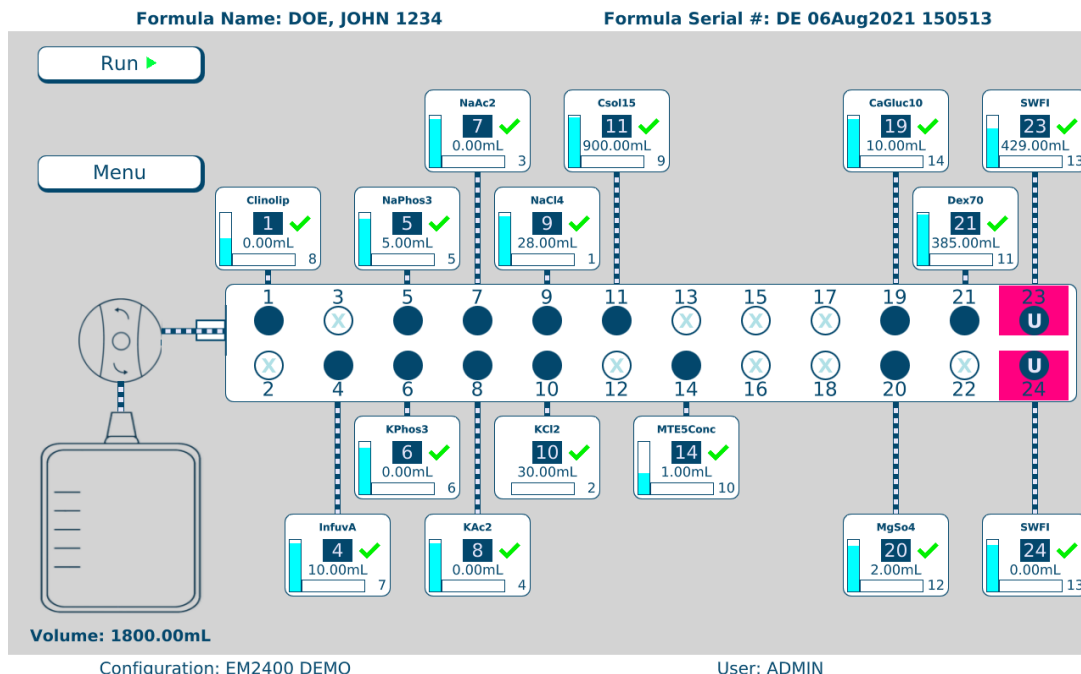 Formula Name: DOE, JOHN 1234
Formula Serial #: DE 06Aug2021 150513
Run
Menu
NaAc2
7
0.00mL
3
Csol15
11
900.00mL
9
CaGluc10
19
10.00mL
14
SWFI
23
429.00mL
13
Clinolip
1
0.00mL
8
NaPhos3
5
5.00mL
5
NaCl4
9
28.00mL
1
Dex70
21
385.00mL
11
1 3 5 7 9 11 13 15 17 19 21 23
X X X X U
X X X X X U
2 4 6 8 10 12 14 16 18 20 22 24
KPhos3
6
0.00mL
6
KCl2
10
30.00mL
2
MTE5Conc
14
1.00mL
10
InfuvA
4
10.00mL
7
KAc2
8
0.00mL
4
MgSo4
20
2.00mL
12
SWFI
24
0.00mL
13
Volume: 1800.00mL
Configuration: EM2400 DEMO
User: ADMIN